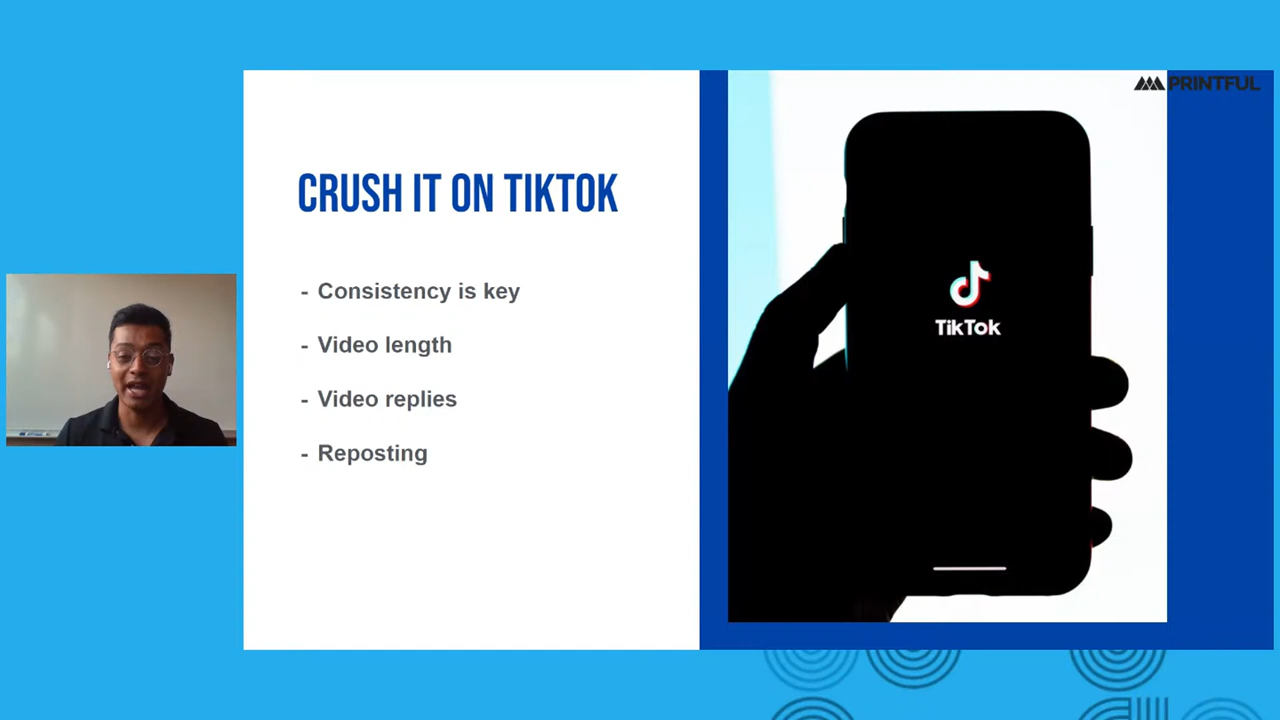 PRINTFUL
CRUSH IT ON TIKTOK
- Consistency is key
- Video length
- Video replies
- Reposting
TikTok